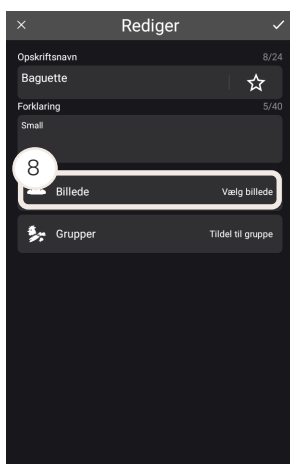 Rediger
Opskriftsnavn 8/24
Baguette
Forklaring 5/40
Small
8
Billede Vælg billede
Grupper Tildel til gruppe